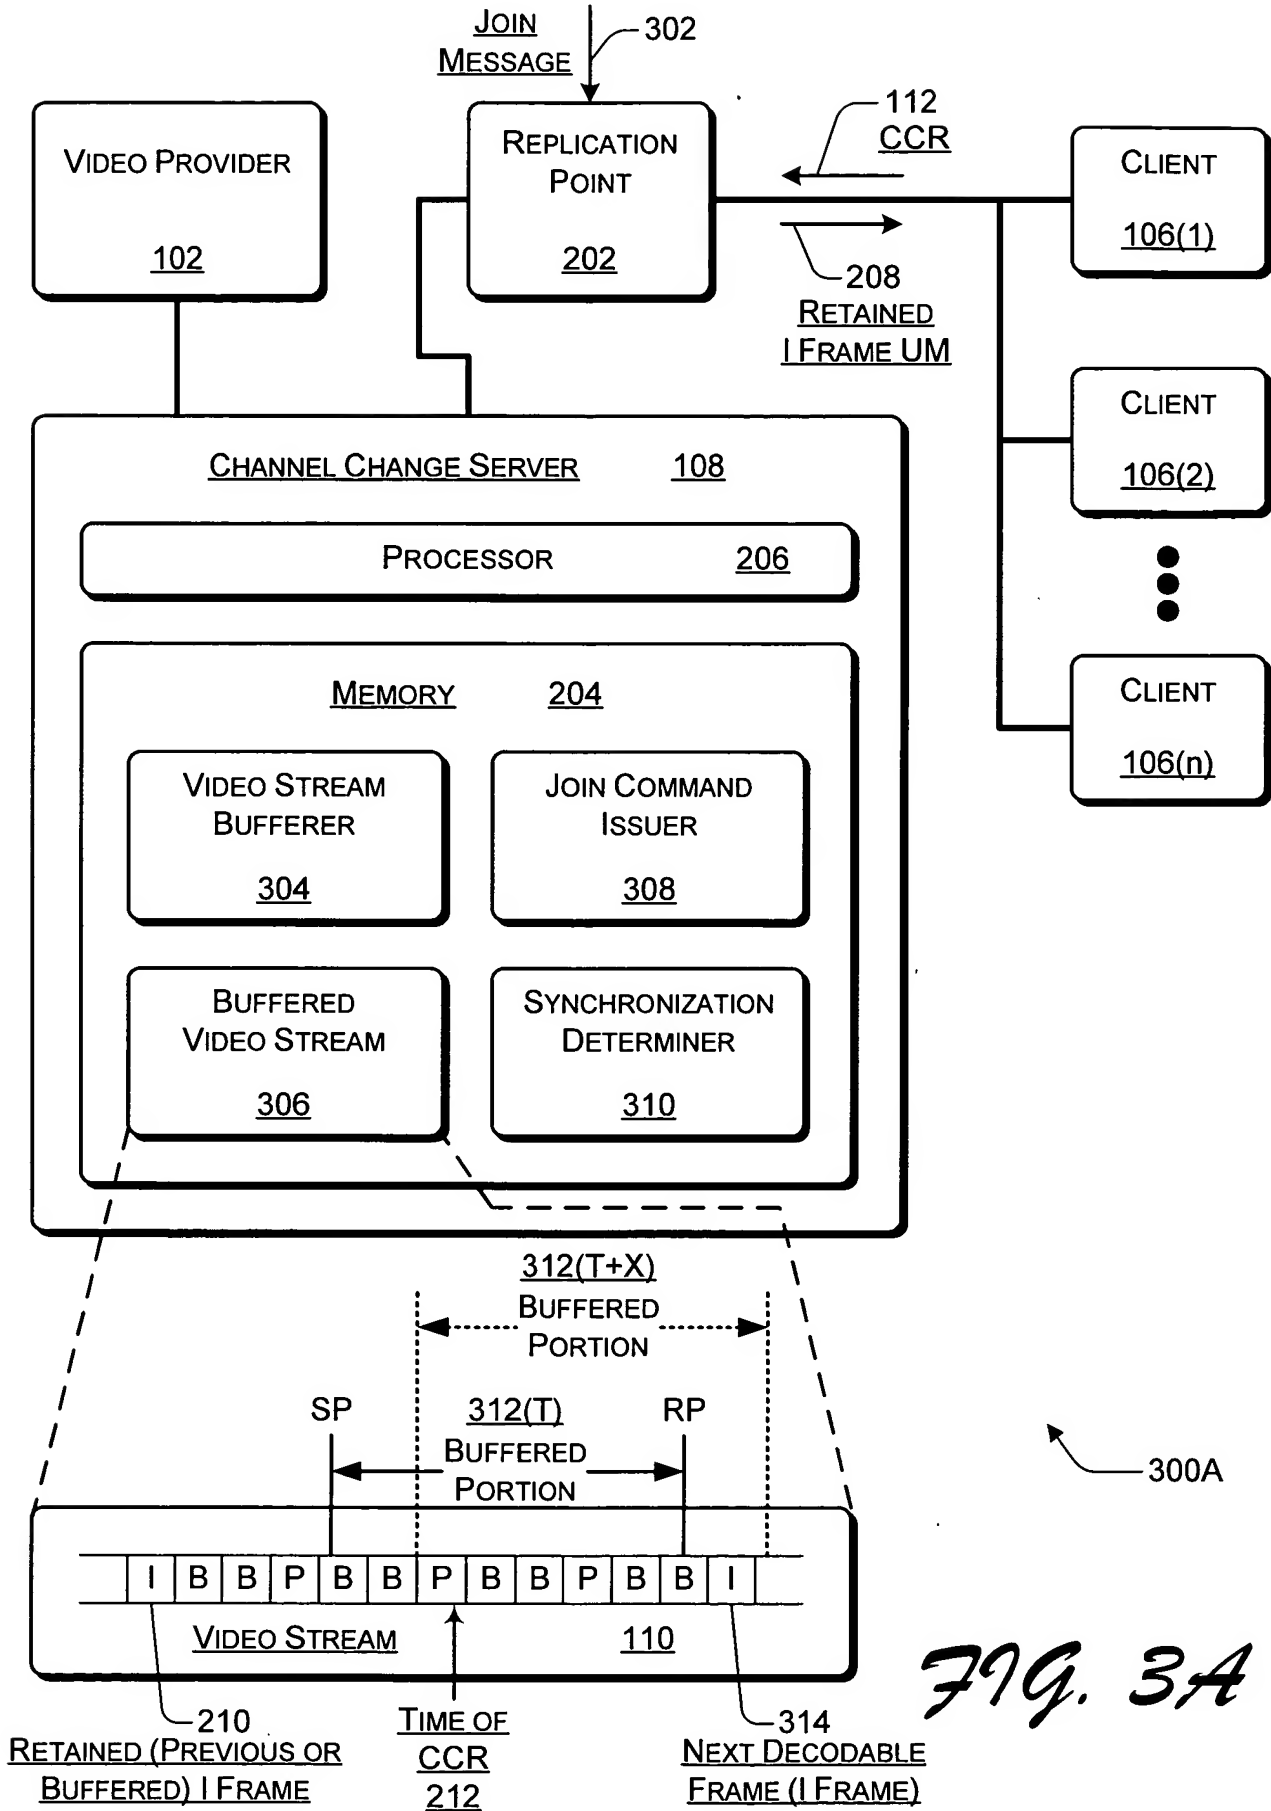 JOIN
MESSAGE
302
VIDEO PROVIDER
102
REPLICATION
POINT
202
112
CCR
208
RETAINED
I FRAME UM
CLIENT
106(1)
CLIENT
106(2)
CLIENT
106(n)
CHANNEL CHANGE SERVER 108
PROCESSOR 206
MEMORY 204
VIDEO STREAM
BUFFERER
304
JOIN COMMAND
ISSUER
308
BUFFERED
VIDEO STREAM
306
SYNCHRONIZATION
DETERMINER
310
312(T+X)
BUFFERED
PORTION
SP
312(T)
BUFFERED
PORTION
RP
300A
I B B P B B P B B P B B I
VIDEO STREAM 110
210
RETAINED (PREVIOUS OR
BUFFERED) I FRAME
TIME OF
CCR
212
314
NEXT DECODABLE
FRAME (I FRAME)
FIG. 3A